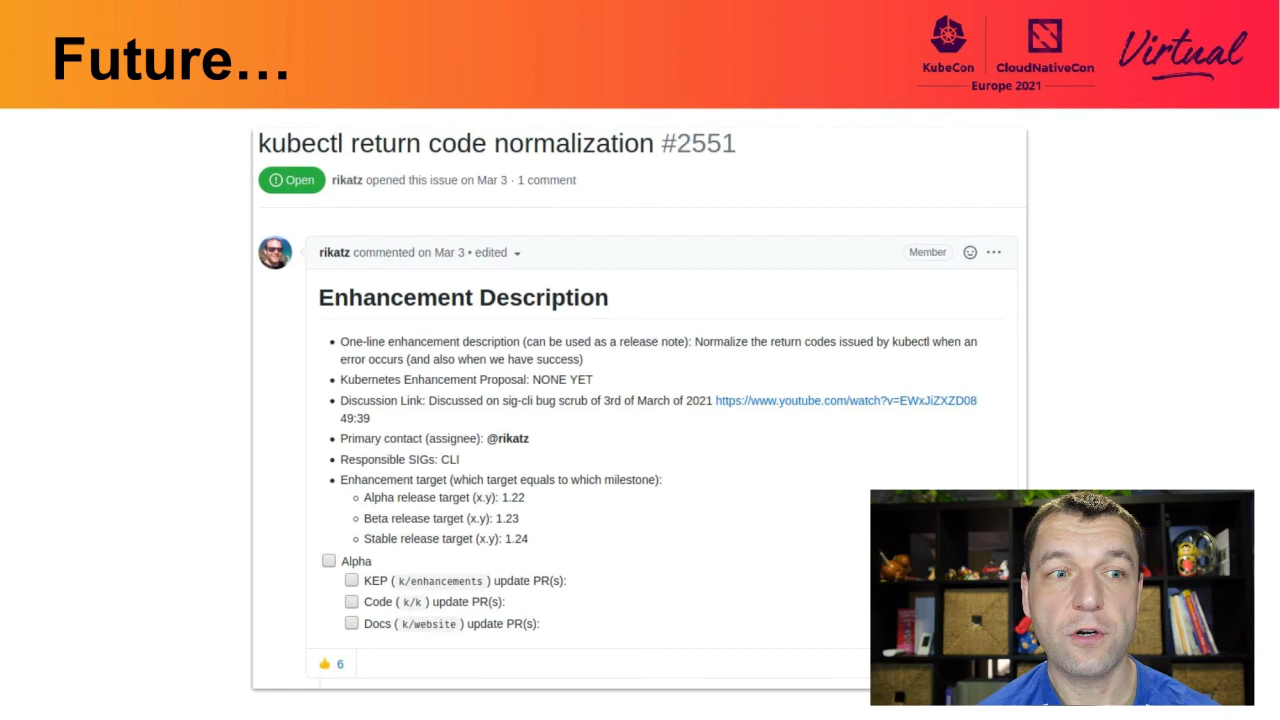 Future…
KubeCon
CloudNativeCon
Europe 2021
Virtual
kubectl return code normalization #2551
Open rikatz opened this issue on Mar 3 · 1 comment
rikatz commented on Mar 3 • edited
Member
Enhancement Description
• One-line enhancement description (can be used as a release note): Normalize the return codes issued by kubectl when an
error occurs (and also when we have success)
• Kubernetes Enhancement Proposal: NONE YET
• Discussion Link: Discussed on sig-cli bug scrub of 3rd of March of 2021 https://www.youtube.com/watch?v=EWxJiZXZD08
49:39
• Primary contact (assignee): @rikatz
• Responsible SIGs: CLI
• Enhancement target (which target equals to which milestone):
◦ Alpha release target (x.y): 1.22
◦ Beta release target (x.y): 1.23
◦ Stable release target (x.y): 1.24
Alpha
KEP ( k/enhancements ) update PR(s):
Code ( k/k ) update PR(s):
Docs ( k/website ) update PR(s):
6